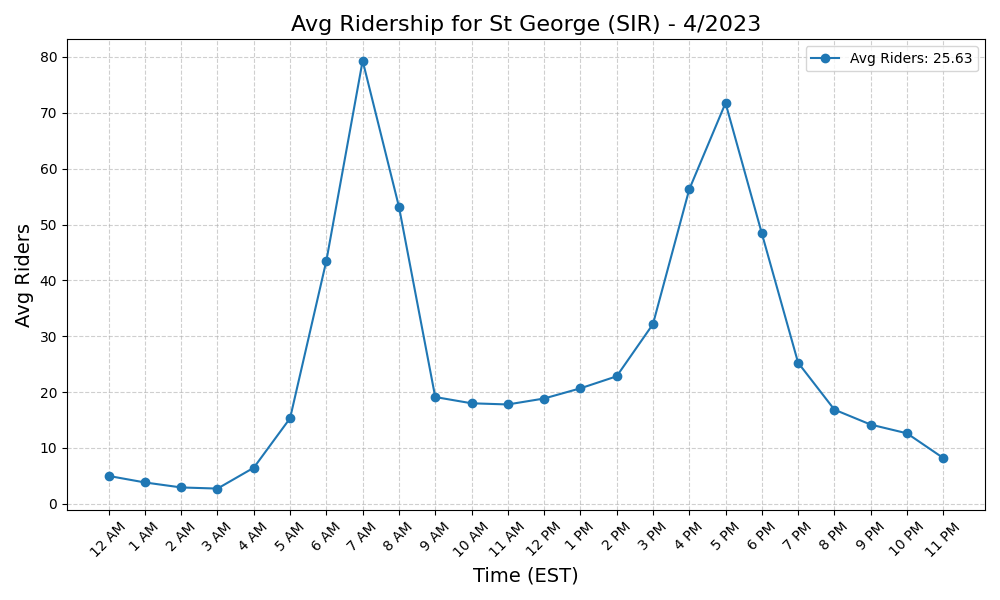 Avg Ridership for St George (SIR) - 4/2023
Avg Riders: 25.63
Avg Riders
80
70
60
50
40
30
20
10
0
12 AM
1 AM
2 AM
3 AM
4 AM
5 AM
6 AM
7 AM
8 AM
9 AM
10 AM
11 AM
12 PM
1 PM
2 PM
3 PM
4 PM
5 PM
6 PM
7 PM
8 PM
9 PM
10 PM
11 PM
Time (EST)